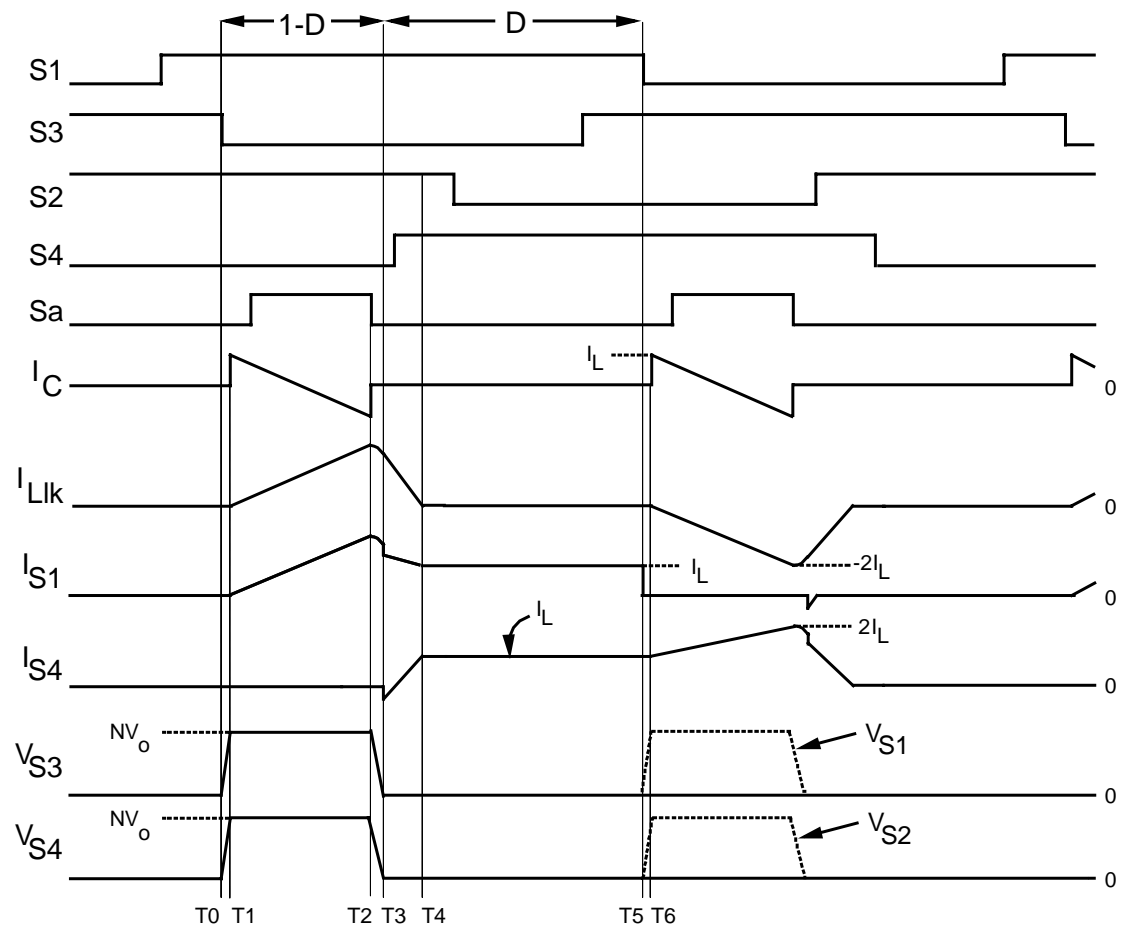 1-D D
S1
S3
S2
S4
Sa
I_C I_L 0
I_Llk 0
-2I_L
I_S1 I_L 0
I_L 2I_L
I_S4 0
NV_o V_S1
V_S3 0
NV_o V_S2
V_S4 0
T0 T1 T2 T3 T4 T5 T6